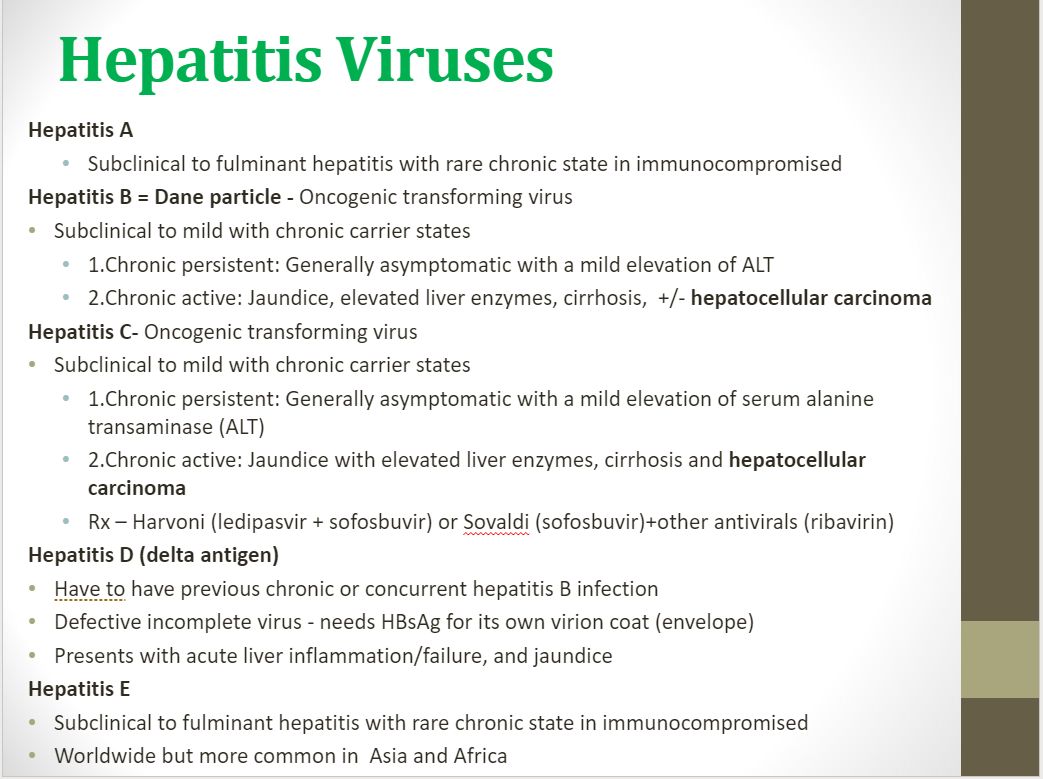 Hepatitis Viruses
Hepatitis A
• Subclinical to fulminant hepatitis with rare chronic state in immunocompromised
Hepatitis B = Dane particle - Oncogenic transforming virus
• Subclinical to mild with chronic carrier states
• 1.Chronic persistent: Generally asymptomatic with a mild elevation of ALT
• 2.Chronic active: Jaundice, elevated liver enzymes, cirrhosis,  +/- hepatocellular carcinoma
Hepatitis C- Oncogenic transforming virus
• Subclinical to mild with chronic carrier states
• 1.Chronic persistent: Generally asymptomatic with a mild elevation of serum alanine
transaminase (ALT)
• 2.Chronic active: Jaundice with elevated liver enzymes, cirrhosis and hepatocellular
carcinoma
• Rx – Harvoni (ledipasvir + sofosbuvir) or Sovaldi (sofosbuvir)+other antivirals (ribavirin)
Hepatitis D (delta antigen)
• Have to have previous chronic or concurrent hepatitis B infection
• Defective incomplete virus - needs HBsAg for its own virion coat (envelope)
• Presents with acute liver inflammation/failure, and jaundice
Hepatitis E
• Subclinical to fulminant hepatitis with rare chronic state in immunocompromised
• Worldwide but more common in  Asia and Africa